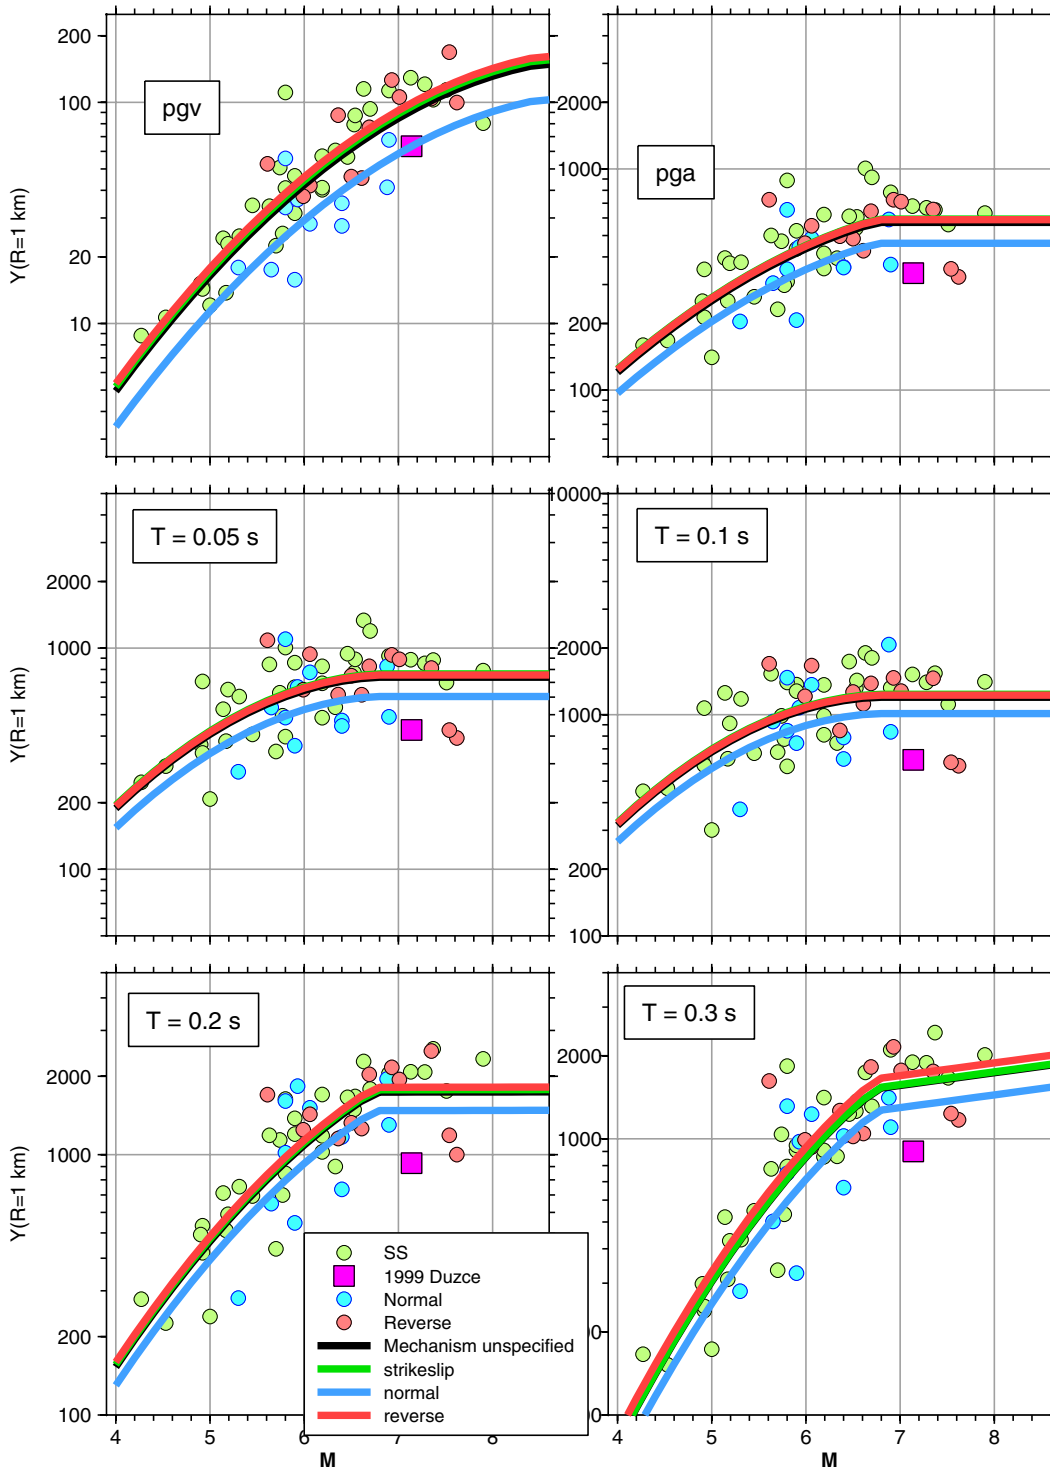 200
100
20
10
Y(R=1 km)
pgv
2000
1000
200
100
pga
2000
1000
200
100
Y(R=1 km)
T = 0.05 s
10000
2000
1000
200
100
T = 0.1 s
2000
1000
200
100
Y(R=1 km)
T = 0.2 s
4 5 6 7 8
M
2000
1000
T = 0.3 s
4 5 6 7 8
M
SS
1999 Duzce
Normal
Reverse
Mechanism unspecified
strikeslip
normal
reverse